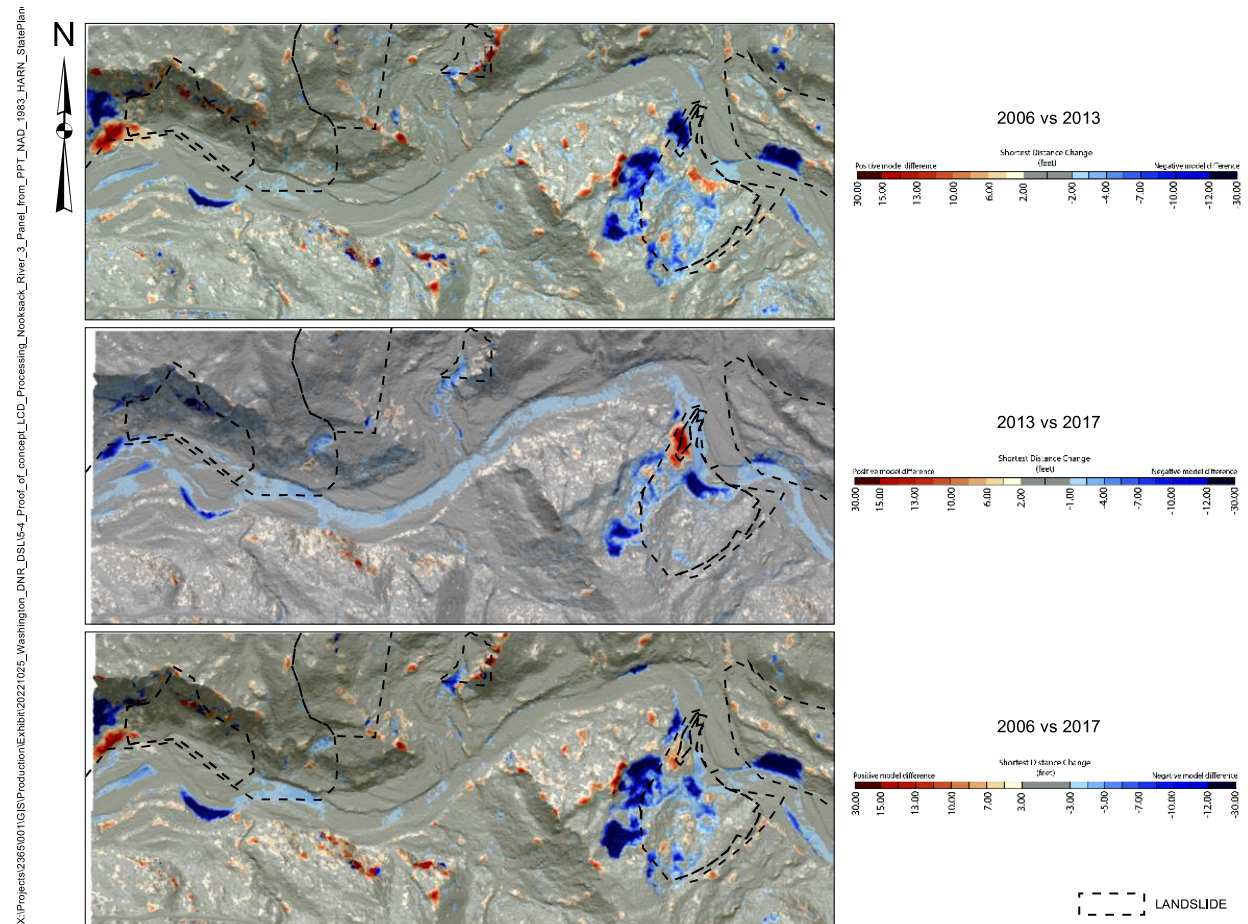 X:\Projects\2365\001\GIS\Production\Exhibit\20221025_Washington_DNR_DSL\5-4_Proof_of_concept_LCD_Processing_Nooksack_River_3_Panel_from_PPT_NAD_1983_HARN_StatePlan
N
2006 vs 2013
Shortest Distance Change
(feet)
Positive model difference Negative model difference
30.00 15.00 13.00 10.00 6.00 2.00 -2.00 -4.00 -7.00 -10.00 -12.00 -30.00
2013 vs 2017
Shortest Distance Change
(feet)
Positive model difference Negative model difference
30.00 15.00 13.00 10.00 6.00 2.00 -1.00 -4.00 -7.00 -10.00 -12.00 -30.00
2006 vs 2017
Shortest Distance Change
(feet)
Positive model difference Negative model difference
30.00 15.00 13.00 10.00 7.00 3.00 -3.00 -4.00 -7.00 -10.00 -12.00 -30.00
LANDSLIDE